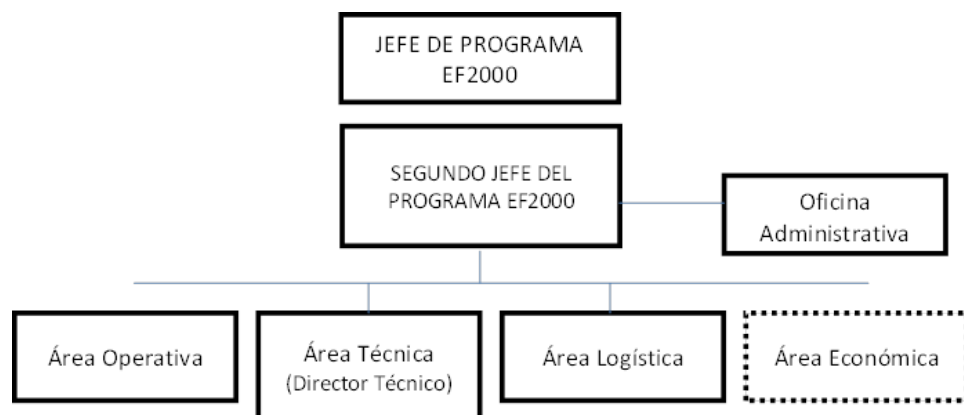 JEFE DE PROGRAMA
EF2000
SEGUNDO JEFE DEL
PROGRAMA EF2000
Oficina
Administrativa
Área Operativa
Área Técnica
(Director Técnico)
Área Logística
Área Económica